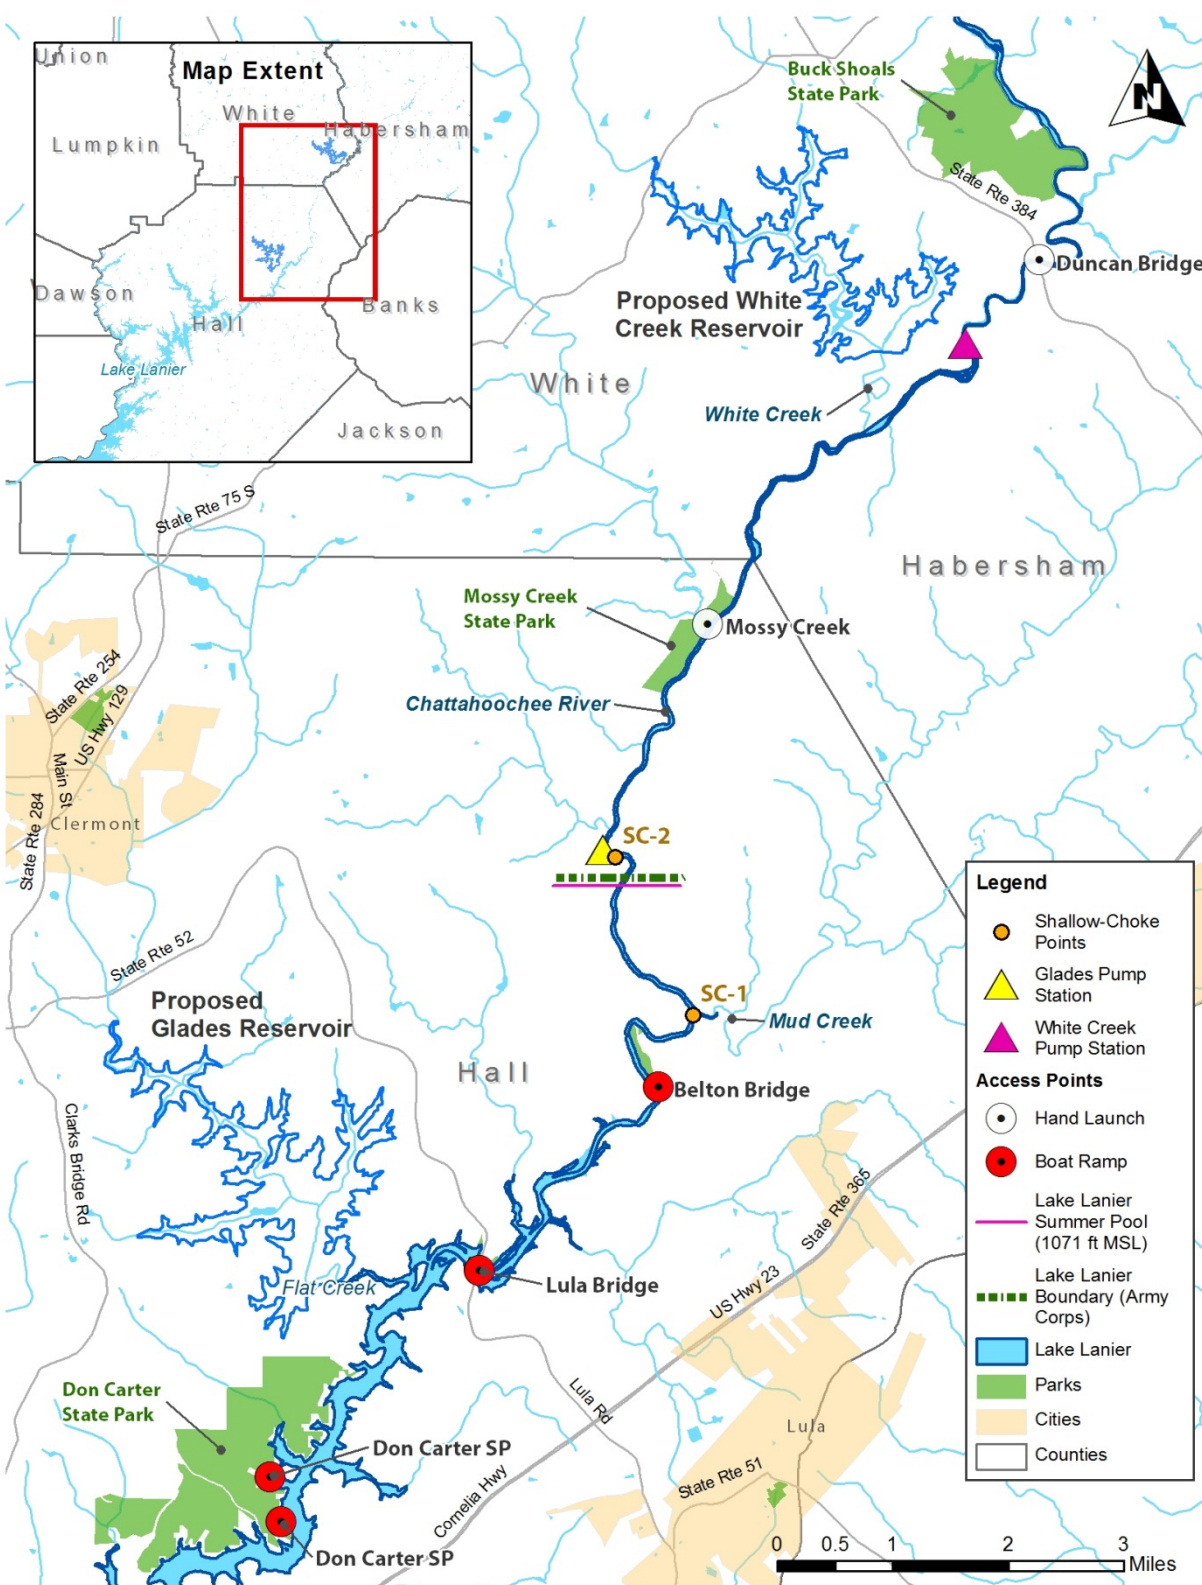 Union
Map Extent
White
Habersham
Lumpkin
Dawson
Hall
Banks
Lake Lanier
Jackson
Buck Shoals
State Park
N
State Rte 384
Duncan Bridge
Proposed White
Creek Reservoir
White
White Creek
State Rte 75 S
Habersham
Mossy Creek
State Park
Mossy Creek
Chattahoochee River
State Rte 254
US Hwy 129
Main St
Clermont
State Rte 284
SC-2
State Rte 52
SC-1
Mud Creek
Proposed
Glades Reservoir
Hall
Belton Bridge
Clarks Bridge Rd
State Rte 365
Flat Creek
Lula Bridge
US Hwy 23
Don Carter
State Park
Lula Rd
Lula
Don Carter SP
State Rte 51
Cornelia Hwy
Don Carter SP
Legend
Shallow-Choke
Points
Glades Pump
Station
White Creek
Pump Station
Access Points
Hand Launch
Boat Ramp
Lake Lanier
Summer Pool
(1071 ft MSL)
Lake Lanier
Boundary (Army
Corps)
Lake Lanier
Parks
Cities
Counties
0 0.5 1 2 3
Miles